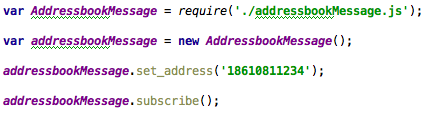 var AddressbookMessage = require('./addressbookMessage.js');
var addressbookMessage = new AddressbookMessage();
addressbookMessage.set_address('18610811234');
addressbookMessage.subscribe();